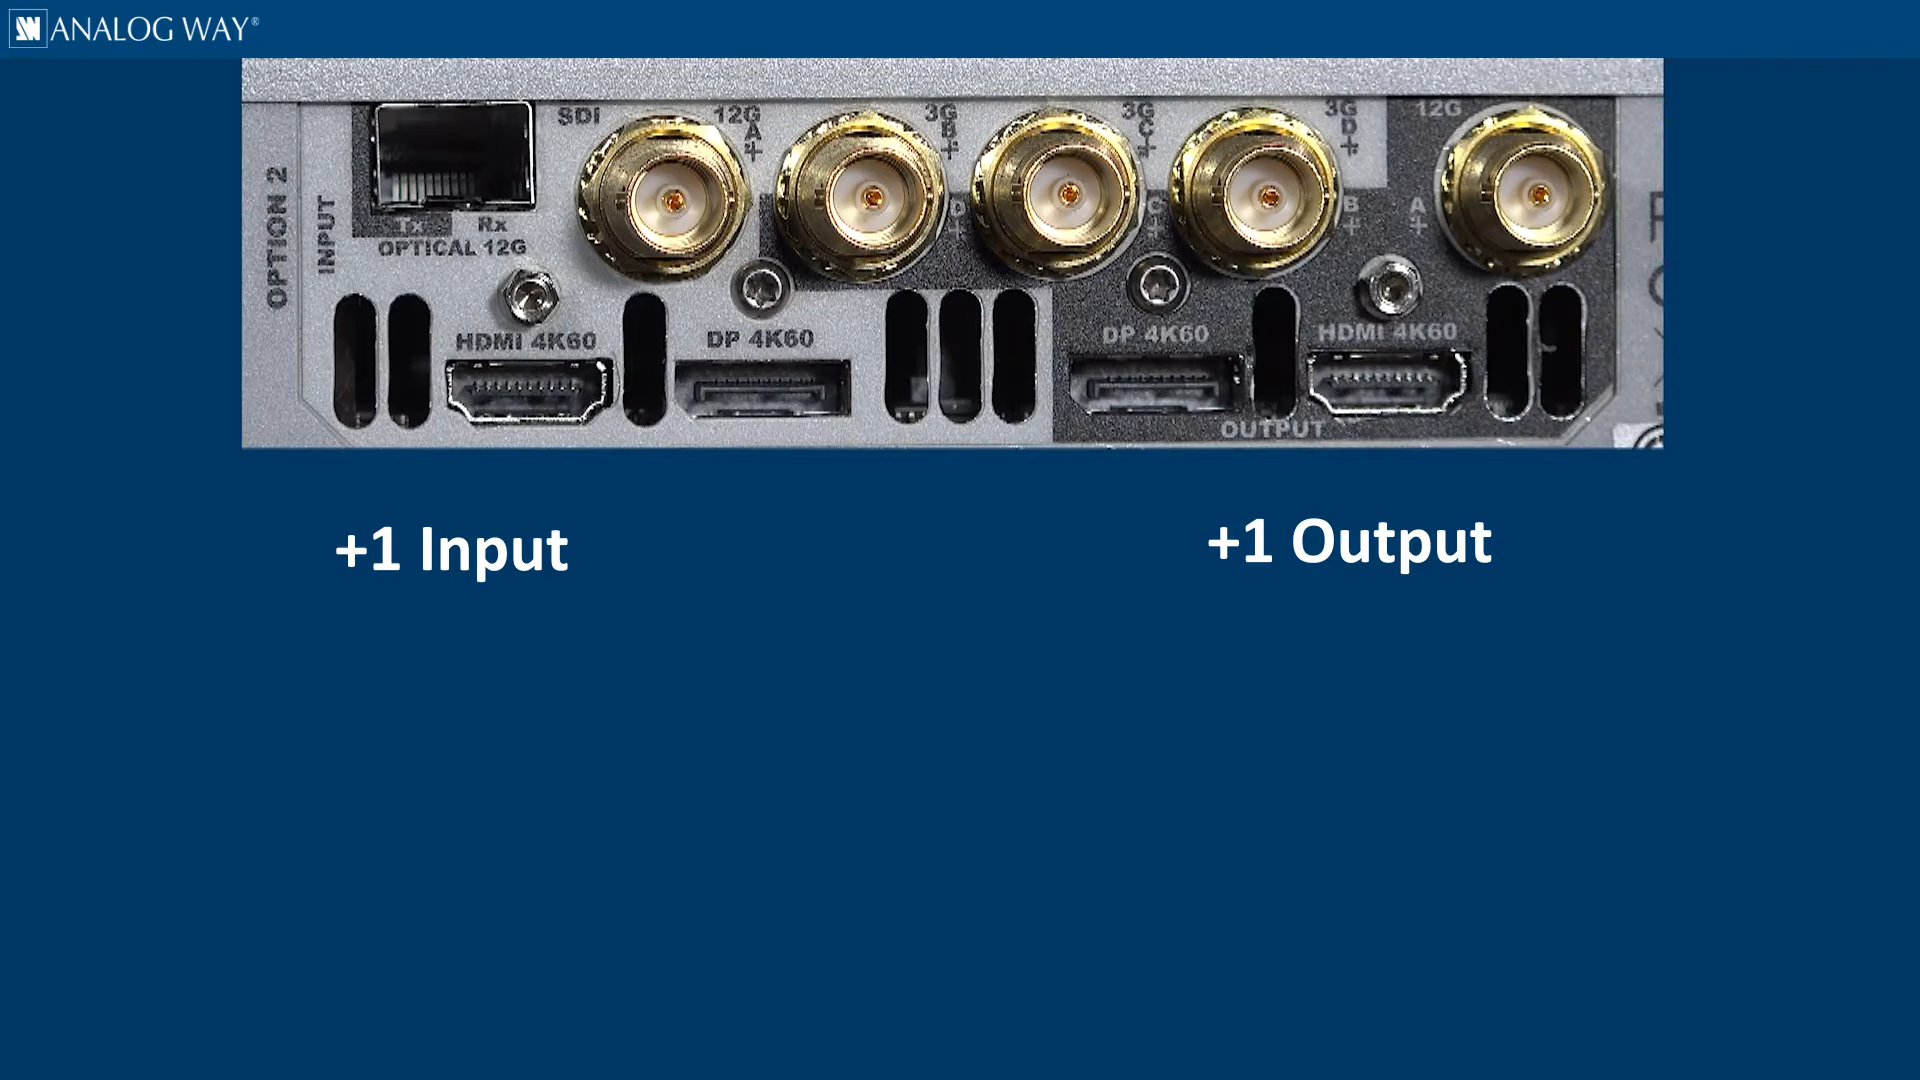 ANALOG WAY®
OPTION 2
INPUT
SDI
12G
A+
3G
B+
3G
C+
3G
D+
12G
Tx
Rx
OPTICAL 12G
D+
C+
B+
A+
HDMI 4K60
DP 4K60
DP 4K60
HDMI 4K60
OUTPUT
+1 Input
+1 Output